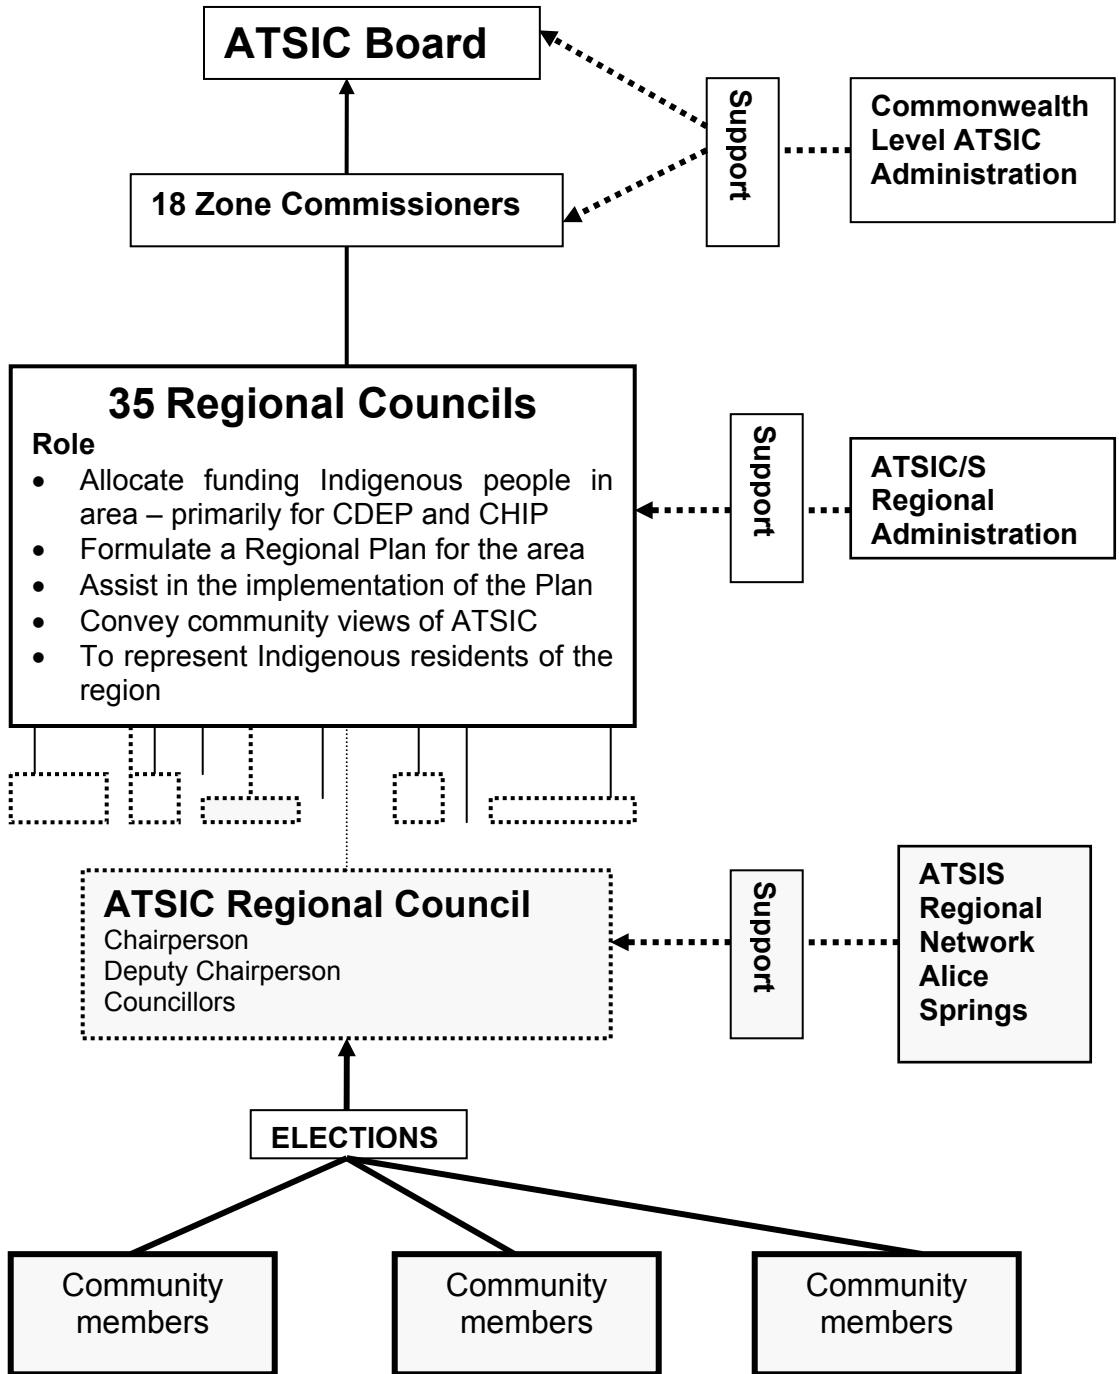 ATSIC Board
Support
Commonwealth
Level ATSIC
Administration
18 Zone Commissioners
35 Regional Councils
Role
• Allocate funding Indigenous people in
area – primarily for CDEP and CHIP
• Formulate a Regional Plan for the area
• Assist in the implementation of the Plan
• Convey community views of ATSIC
• To represent Indigenous residents of the
region
Support
ATSIC/S
Regional
Administration
ATSIC Regional Council
Chairperson
Deputy Chairperson
Councillors
Support
ATSIS
Regional
Network
Alice
Springs
ELECTIONS
Community
members
Community
members
Community
members